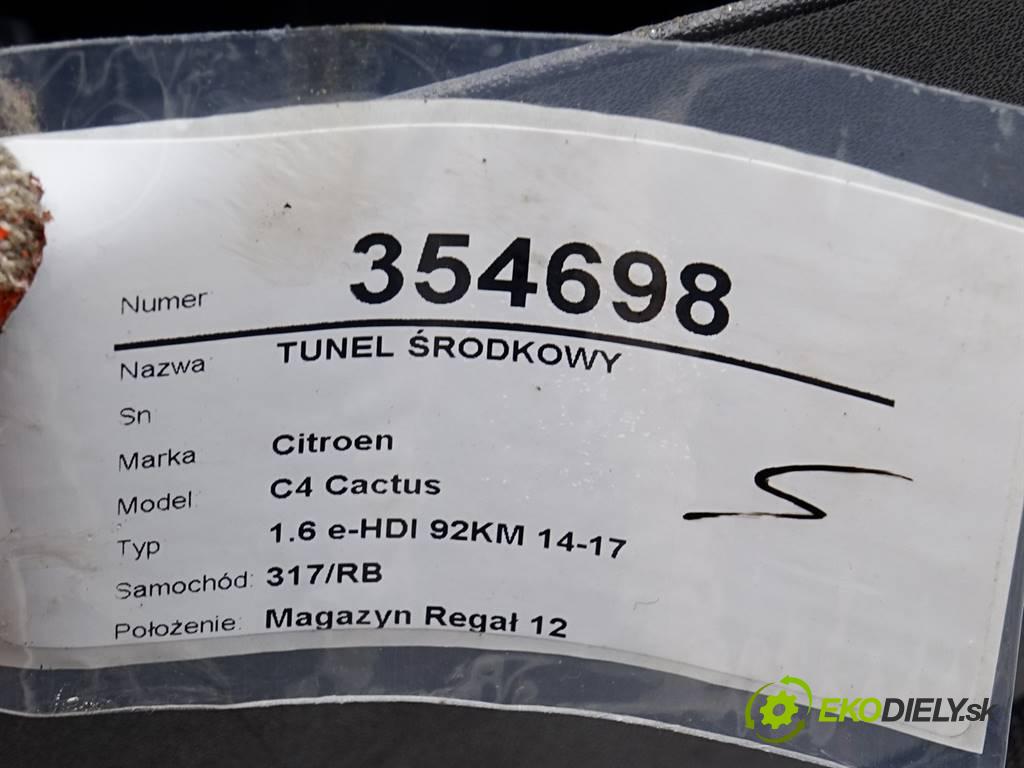 Numer 354698
Nazwa: TUNEL ŚRODKOWY
Sn
Marka Citroen
Model: C4 Cactus
Typ 1.6 e-HDI 92KM 14-17
Samochód: 317/RB
Położenie: Magazyn Regał 12
S
EKODIELY.sk